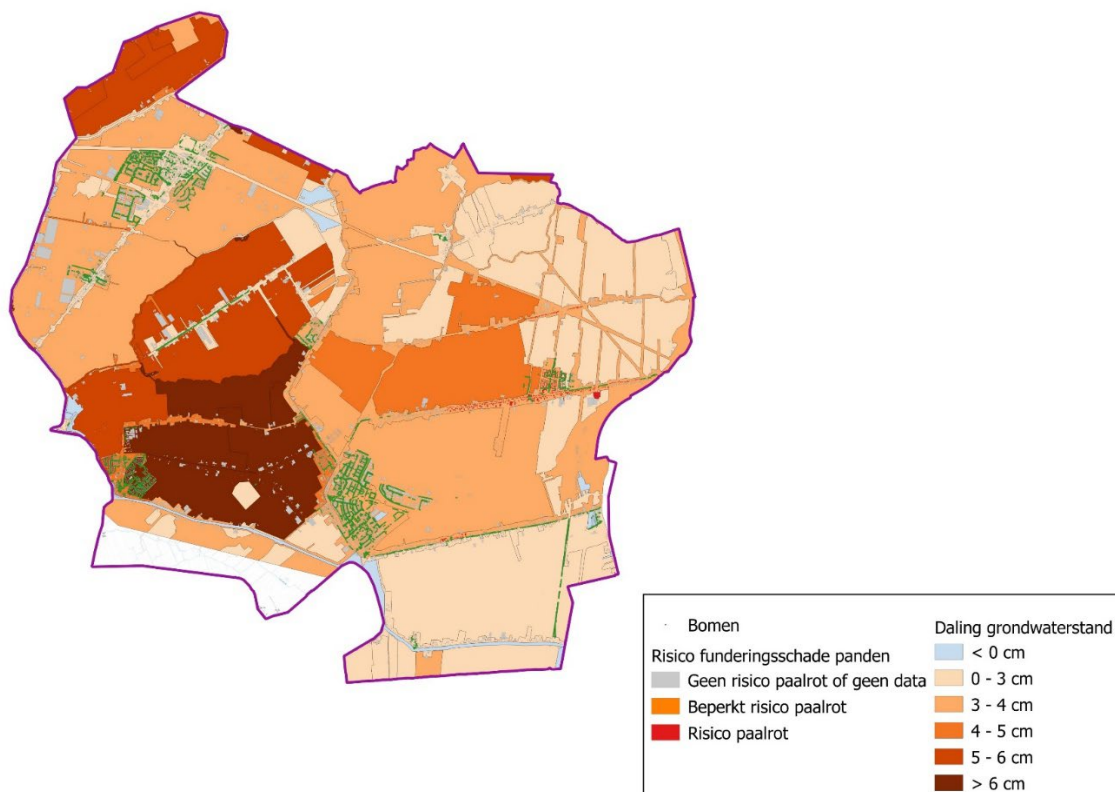 Bomen
Risico funderingsschade panden
Geen risico paalrot of geen data
Beperkt risico paalrot
Risico paalrot
Daling grondwaterstand
< 0 cm
0 - 3 cm
3 - 4 cm
4 - 5 cm
5 - 6 cm
> 6 cm